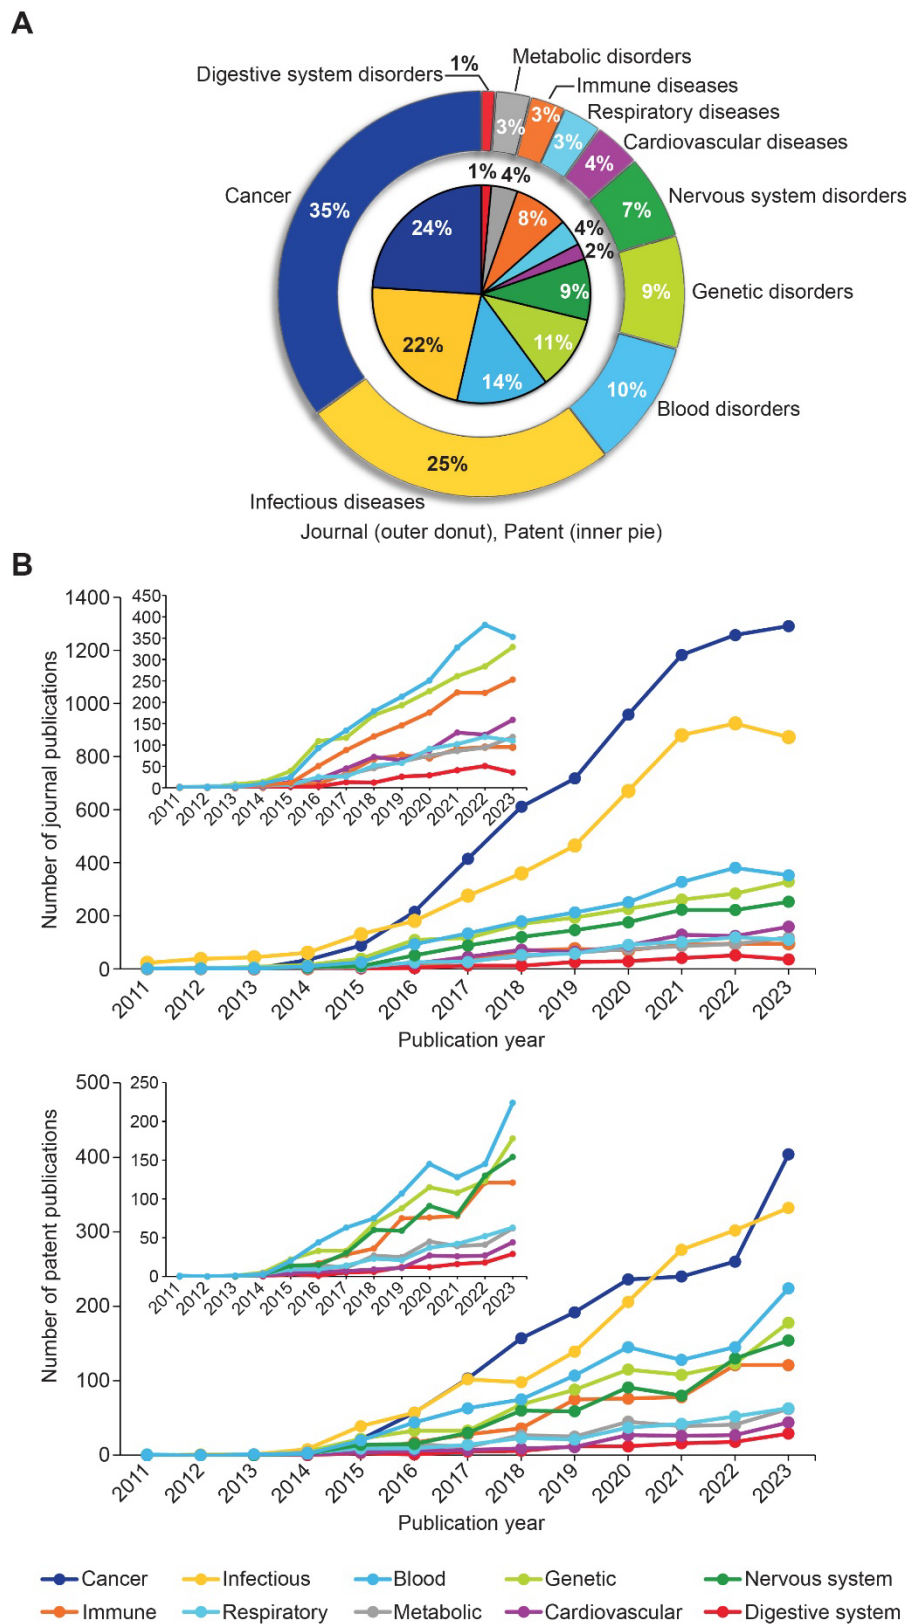 A
Metabolic disorders
1%
Digestive system disorders
Immune diseases
Respiratory diseases
3%
3%
3%
Cardiovascular diseases
4%
1%
4%
Cancer
35%
24%
8%
4%
2%
7%
Nervous system disorders
9%
9%
Genetic disorders
22%
11%
14%
10%
Blood disorders
25%
Infectious diseases
Journal (outer donut), Patent (inner pie)
B
Number of journal publications
1400
1200
1000
800
600
400
200
0
450
400
350
300
250
200
150
100
50
0
2011 2012 2013 2014 2015 2016 2017 2018 2019 2020 2021 2022 2023
2011 2012 2013 2014 2015 2016 2017 2018 2019 2020 2021 2022 2023
Publication year
Number of patent publications
500
400
300
200
100
0
250
200
150
100
50
0
2011 2012 2013 2014 2015 2016 2017 2018 2019 2020 2021 2022 2023
2011 2012 2013 2014 2015 2016 2017 2018 2019 2020 2021 2022 2023
Publication year
Cancer Infectious Blood Genetic Nervous system
Immune Respiratory Metabolic Cardiovascular Digestive system